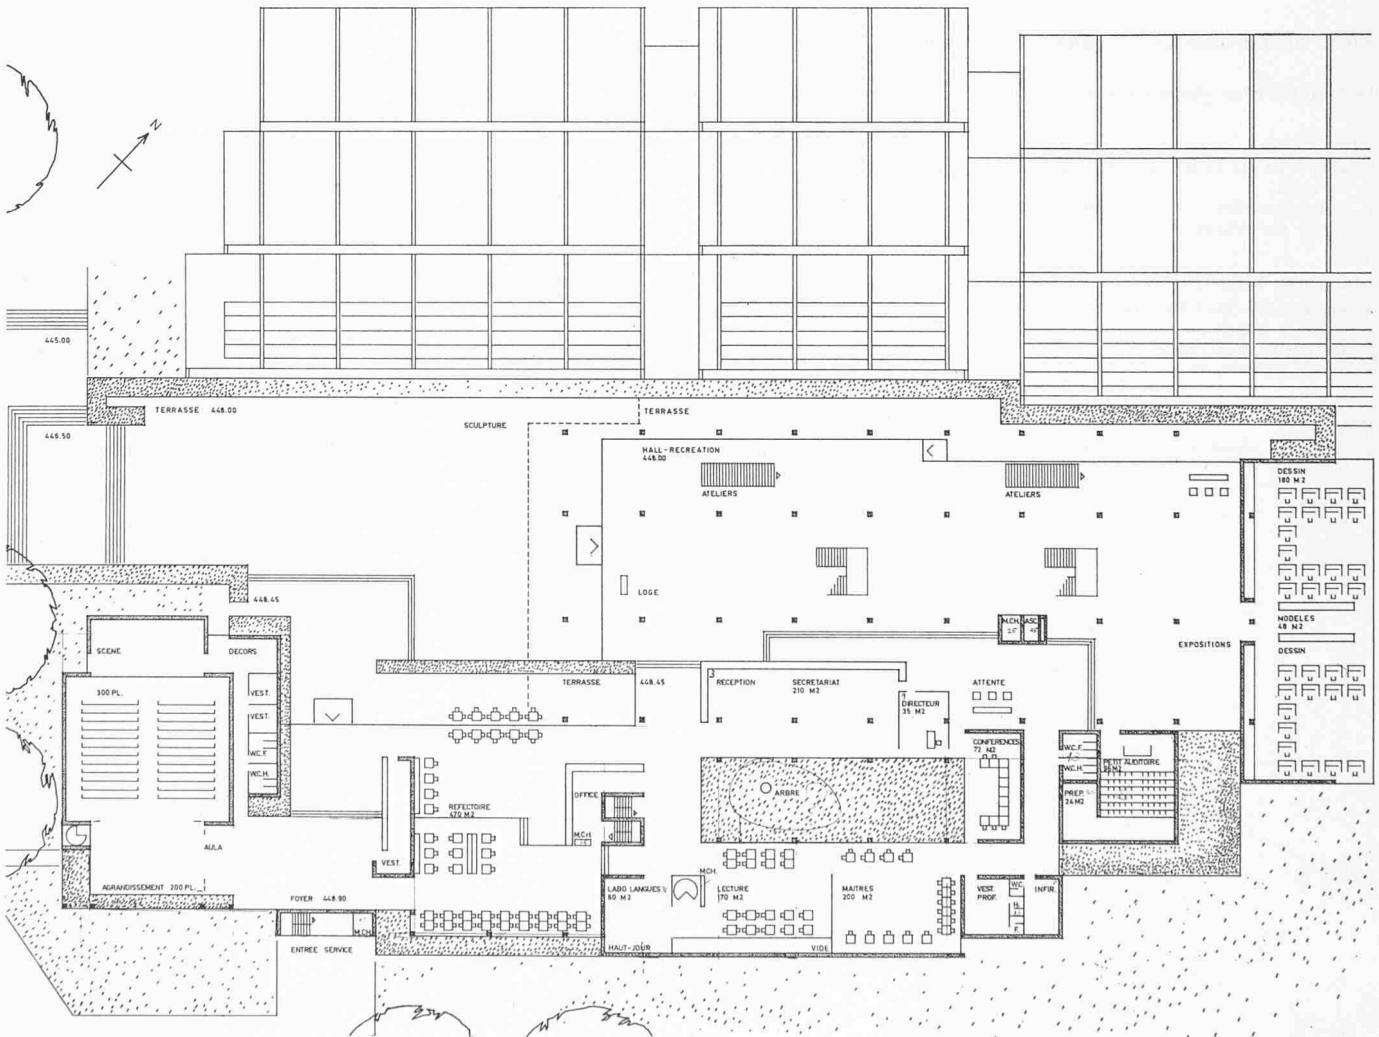 N
445.00
TERRASSE 448.00
TERRASSE
446.50
SCULPTURE
HALL-RECREATION
448.00
ATELIERS
ATELIERS
DESSIN
180 M2
LOGE
448.45
M.CH.
ASC.
MODELES
48 M2
SCENE
DECORS
EXPOSITIONS
DESSIN
TERRASSE
448.45
RECEPTION
SECRETARIAT
210 M2
ATTENTE
300 PL.
VEST.
DIRECTEUR
35 M2
VEST.
W.C.F.
CONFERENCES
72 M2
W.C.F.
W.C.H.
W.C.H.
PETIT AUDITOIRE
PREP.
24 M2
OFFICE
ARBRE
REFECTOIRE
470 M2
M.CH.
AULA
VEST.
M.CH.
AGRANDISSEMENT 200 PL.
LABO LANGUES
LECTURE
170 M2
MAITRES
200 M2
VEST.
PROF.
W.C.
H.
F.
INFIR.
FOYER 448.90
M.CH.
ENTREE SERVICE
HAUT-JOUR
VIDE